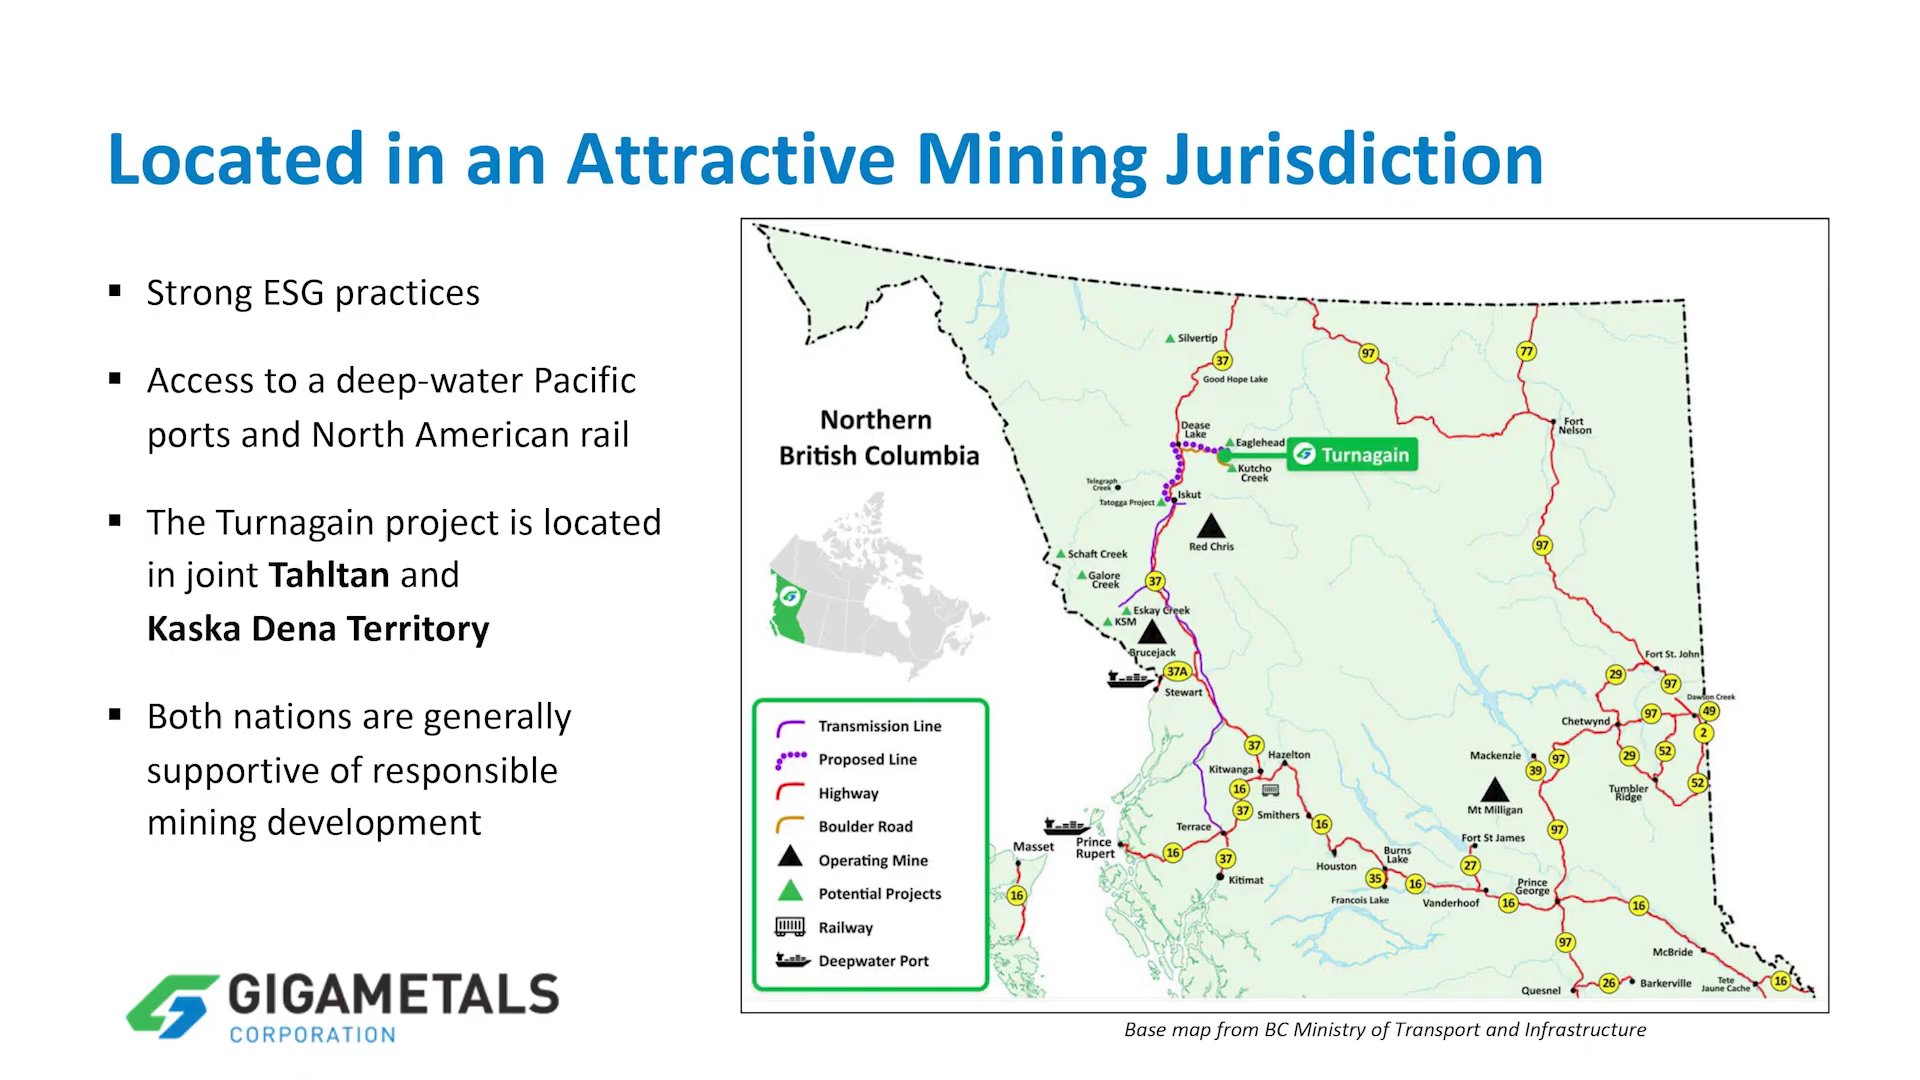 Located in an Attractive Mining Jurisdiction
▪ Strong ESG practices
▪ Access to a deep-water Pacific
ports and North American rail
▪ The Turnagain project is located
in joint Tahltan and
Kaska Dena Territory
▪ Both nations are generally
supportive of responsible
mining development
GIGAMETALS
CORPORATION
Northern
British Columbia
Transmission Line
Proposed Line
Highway
Boulder Road
Operating Mine
Potential Projects
Railway
Deepwater Port
Silvertip
37
Good Hope Lake
97
77
Fort
Nelson
Dease
Lake
Eaglehead
Turnagain
Kutcho
Creek
Telegraph
Creek
Iskut
Tatogga Project
Red Chris
97
Schaft Creek
Galore
Creek
37
Eskay Creek
KSM
Brucejack
37A
Stewart
Fort St. John
29
97
Dawson Creek
49
Chetwynd
97
2
29
52
52
Tumbler
Ridge
Mackenzie
39
97
Mt Milligan
37
Hazelton
Kitwanga
16
37
Smithers
16
Terrace
Prince
Rupert
16
37
Kitimat
Masset
16
Houston
Burns
Lake
35
16
Francois Lake
Fort St James
27
Vanderhoof
16
Prince
George
97
16
97
McBride
Quesnel
26
Barkerville
Tete
Jaune Cache
16
Base map from BC Ministry of Transport and Infrastructure